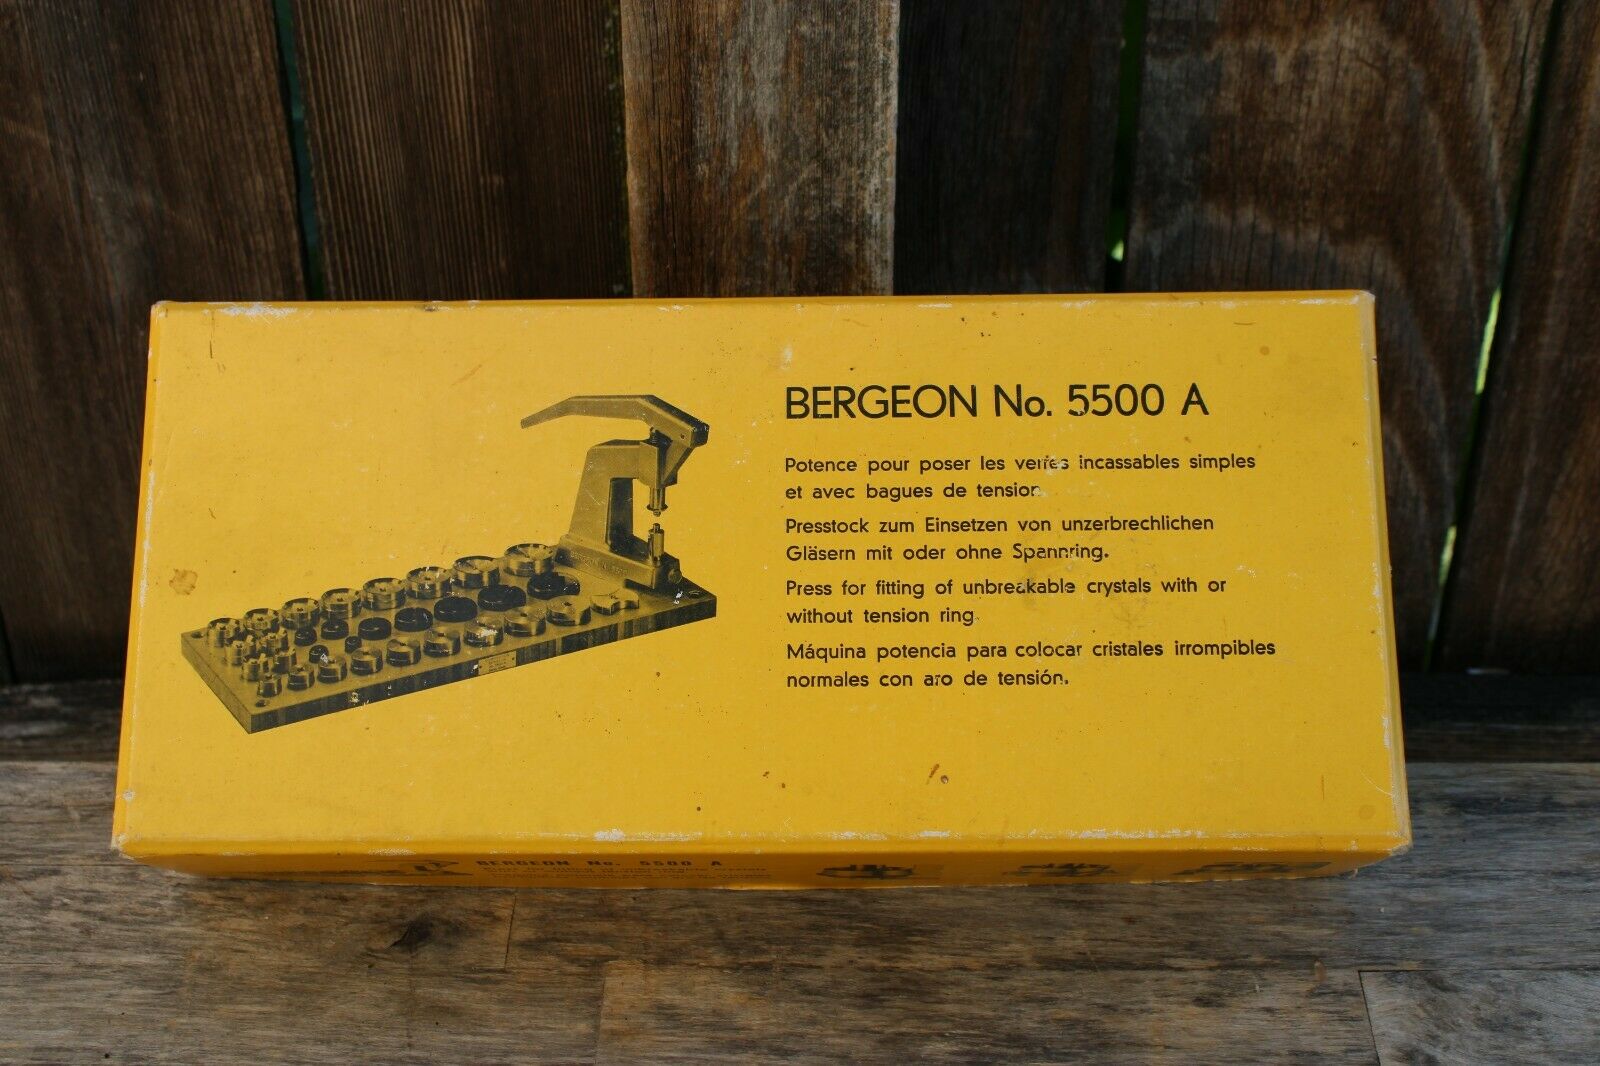 BERGEON No. 5500 A
Potence pour poser les verres incassables simples
et avec bagues de tension
Presstock zum Einsetzen von unzerbrechlichen
Gläsern mit oder ohne Spannring.
Press for fitting of unbreakable crystals with or
without tension ring.
Máquina potencia para colocar cristales irrompibles
normales con aro de tensión.
BERGEON No. 5500 A